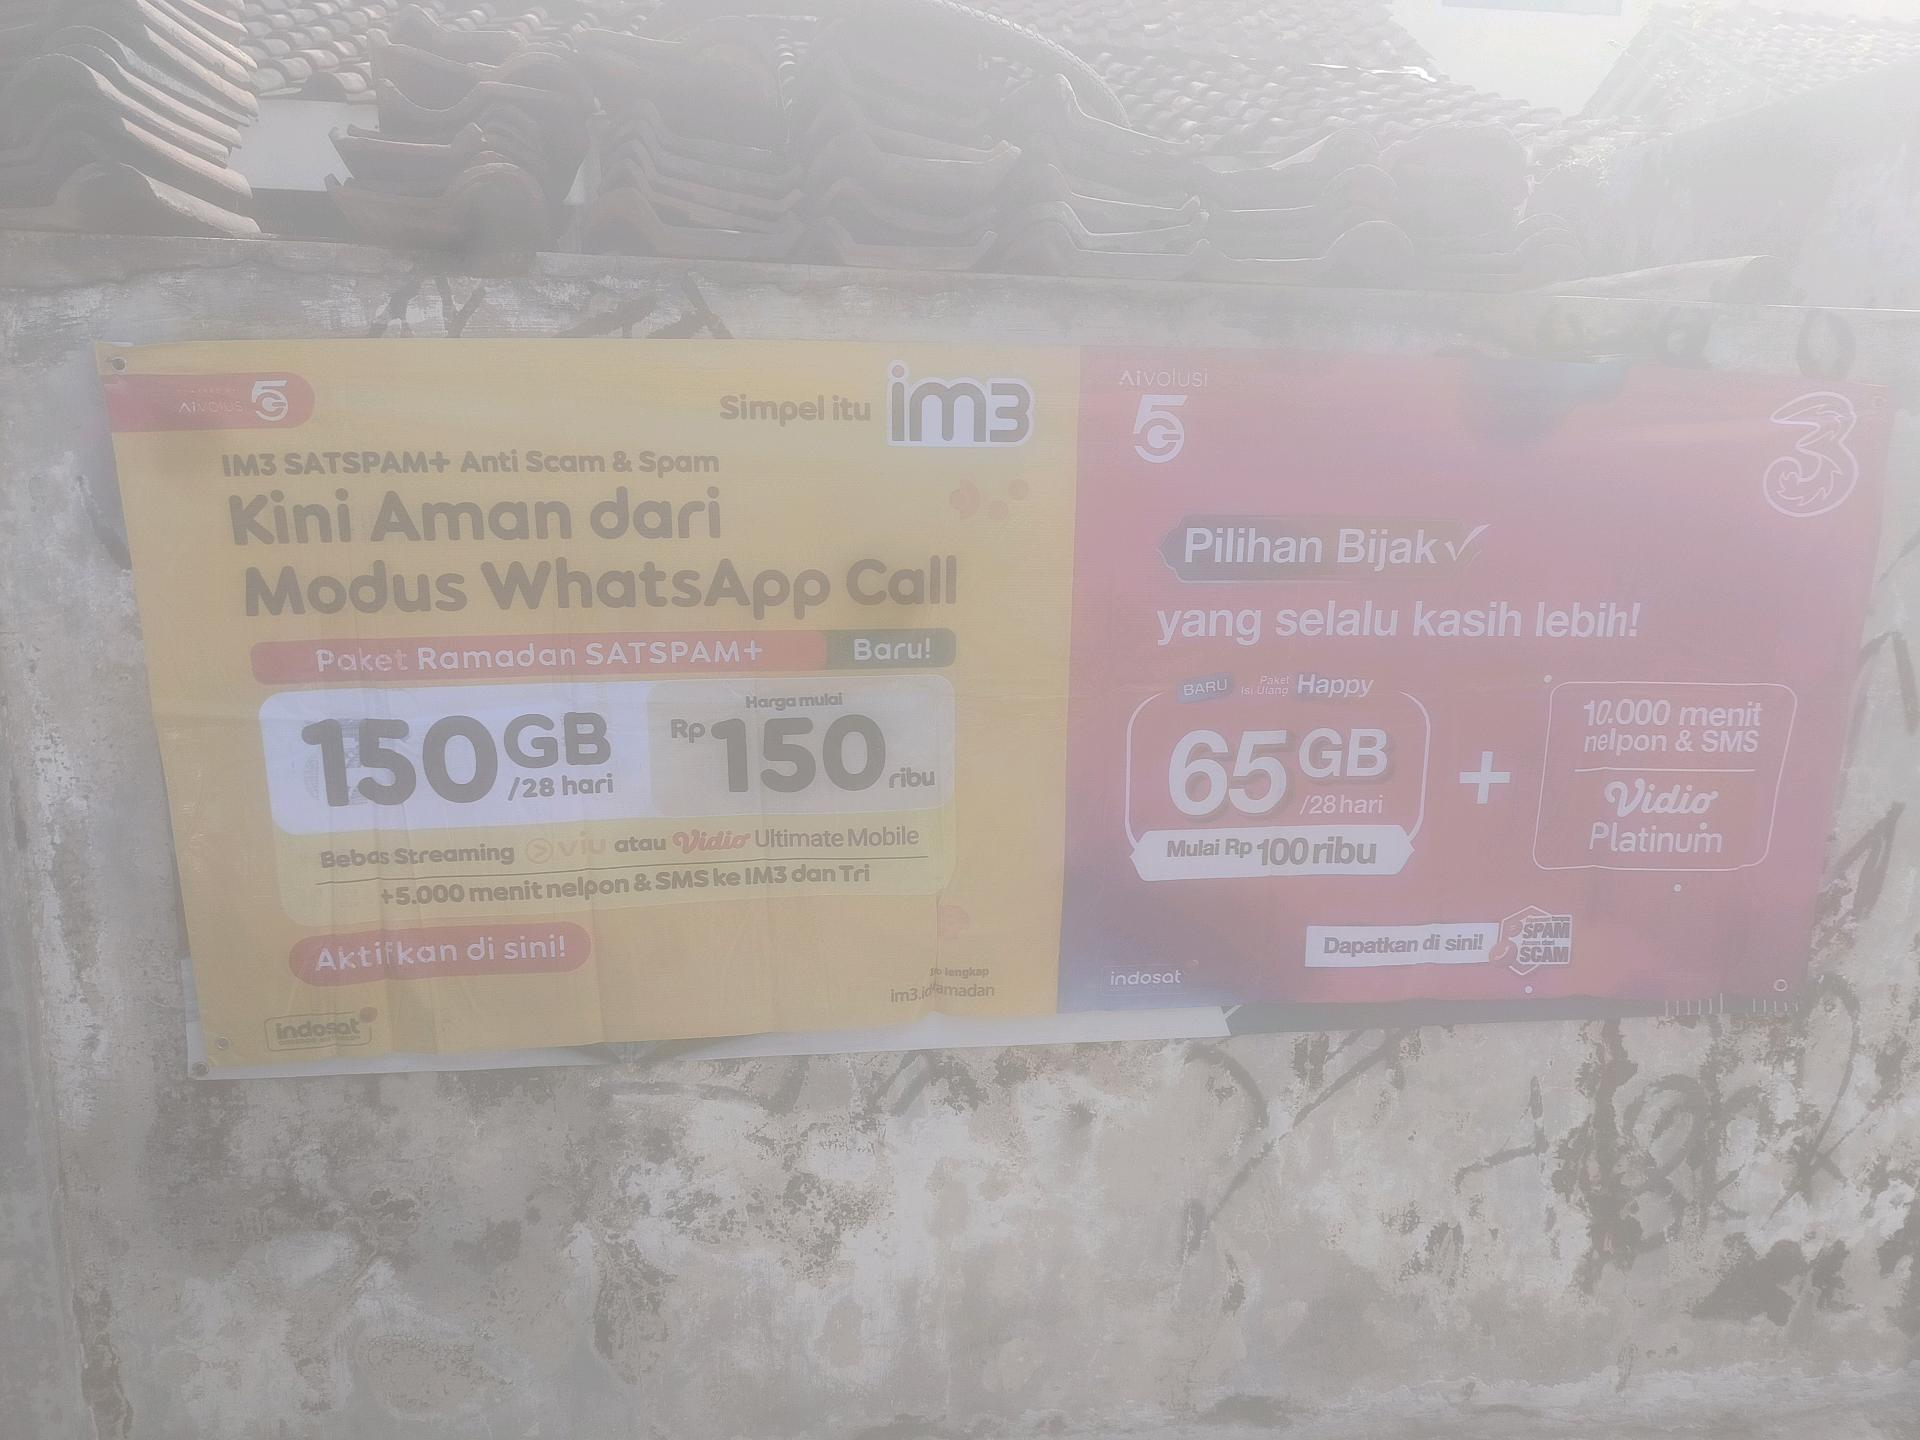 Aivolusi 5G
Simpel itu im3
IM3 SATSPAM+ Anti Scam & Spam
Kini Aman dari
Modus WhatsApp Call
Paket Ramadan SATSPAM+ Baru!
150GB /28 hari
Harga mulai
Rp150 ribu
Bebas Streaming viu atau Vidio Ultimate Mobile
+5.000 menit nelpon & SMS ke IM3 dan Tri
Aktifkan di sini!
lengkap
im3.id/ramadan
indosat
Aivolusi
5G
3
Pilihan Bijak
yang selalu kasih lebih!
BARU Paket Isi Ulang Happy
65GB /28 hari
Mulai Rp 100 ribu
+
10.000 menit
nelpon & SMS
Vidio
Platinum
Dapatkan di sini!
SPAM
SCAM
indosat